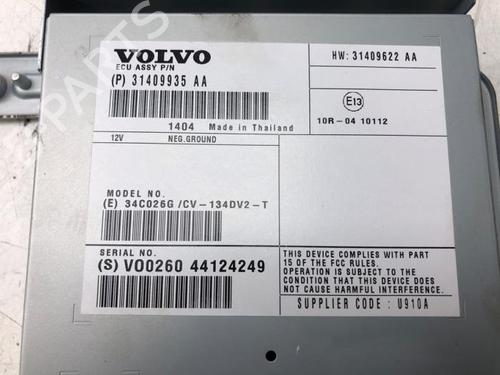 VOLVO
ECU ASSY P/N
(P) 31409935 AA
HW: 31409622 AA
E13
10R-04 10112
1404 Made in Thailand
12V NEG.GROUND
MODEL NO.
(E) 34C026G /CV-134DV2-T
SERIAL NO.
(S) VO0260 44124249
THIS DEVICE COMPLIES WITH PART
15 OF THE FCC RULES.
OPERATION IS SUBJECT TO THE
CONDITION THAT THIS DEVICE DOES
NOT CAUSE HARMFUL INTERFERENCE.
SUPPLIER CODE : U910A